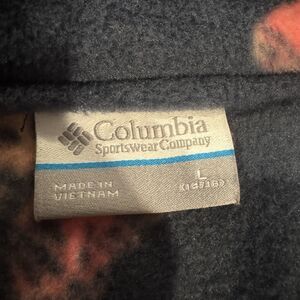 Columbia
Sportswear Company
MADE IN
VIETNAM
L